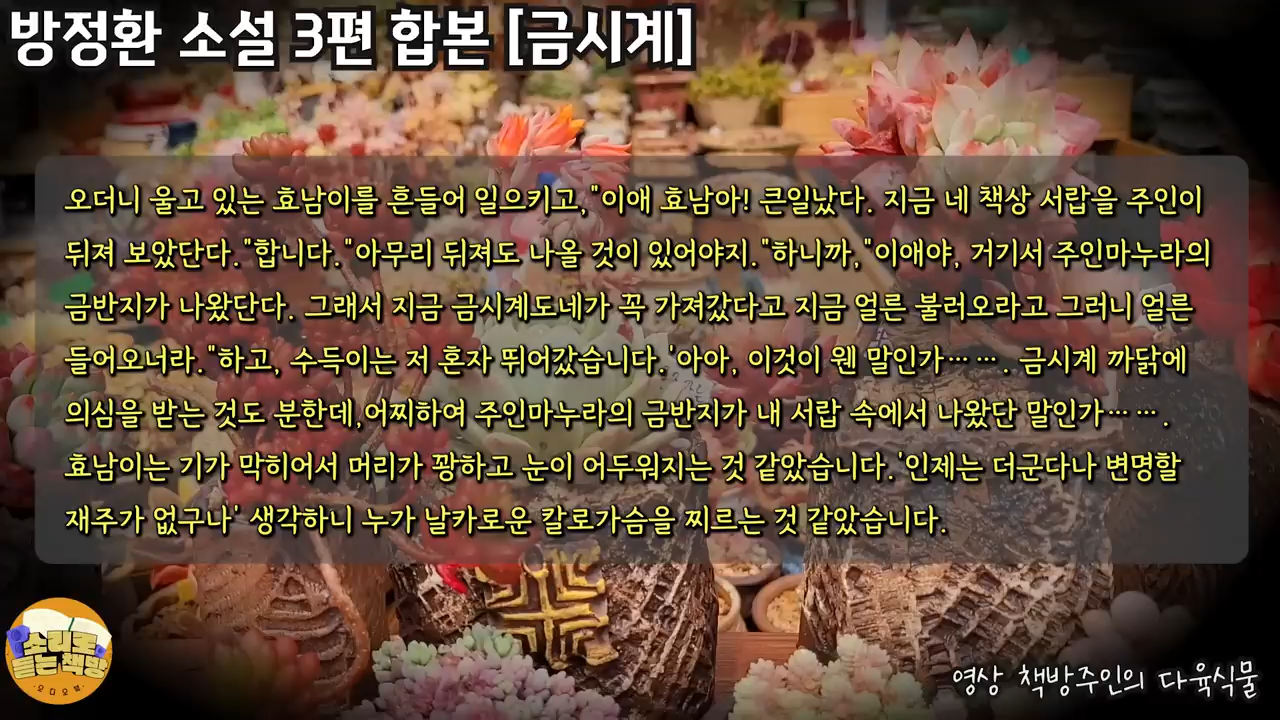 방정환 소설 3편 합본 [금시계]
오더니 울고 있는 효남이를 흔들어 일으키고,"이애 효남아! 큰일났다. 지금 네 책상 서랍을 주인이
뒤져 보았단다."합니다."아무리 뒤져도 나올 것이 있어야지."하니까,"이애야, 거기서 주인마누라의
금반지가 나왔단다. 그래서 지금 금시계도네가 꼭 가져갔다고 지금 얼른 불러오라고 그러니 얼른
들어오너라."하고, 수득이는 저 혼자 뛰어갔습니다.'아아, 이것이 웬 말인가… …. 금시계 까닭에
의심을 받는 것도 분한데,어찌하여 주인마누라의 금반지가 내 서랍 속에서 나왔단 말인가… ….
효남이는 기가 막히어서 머리가 꽝하고 눈이 어두워지는 것 같았습니다.'인제는 더군다나 변명할
재주가 없구나' 생각하니 누가 날카로운 칼로가슴을 찌르는 것 같았습니다.
소리로
듣는 책방
·오디오북·
영상 책방주인의 다육식물